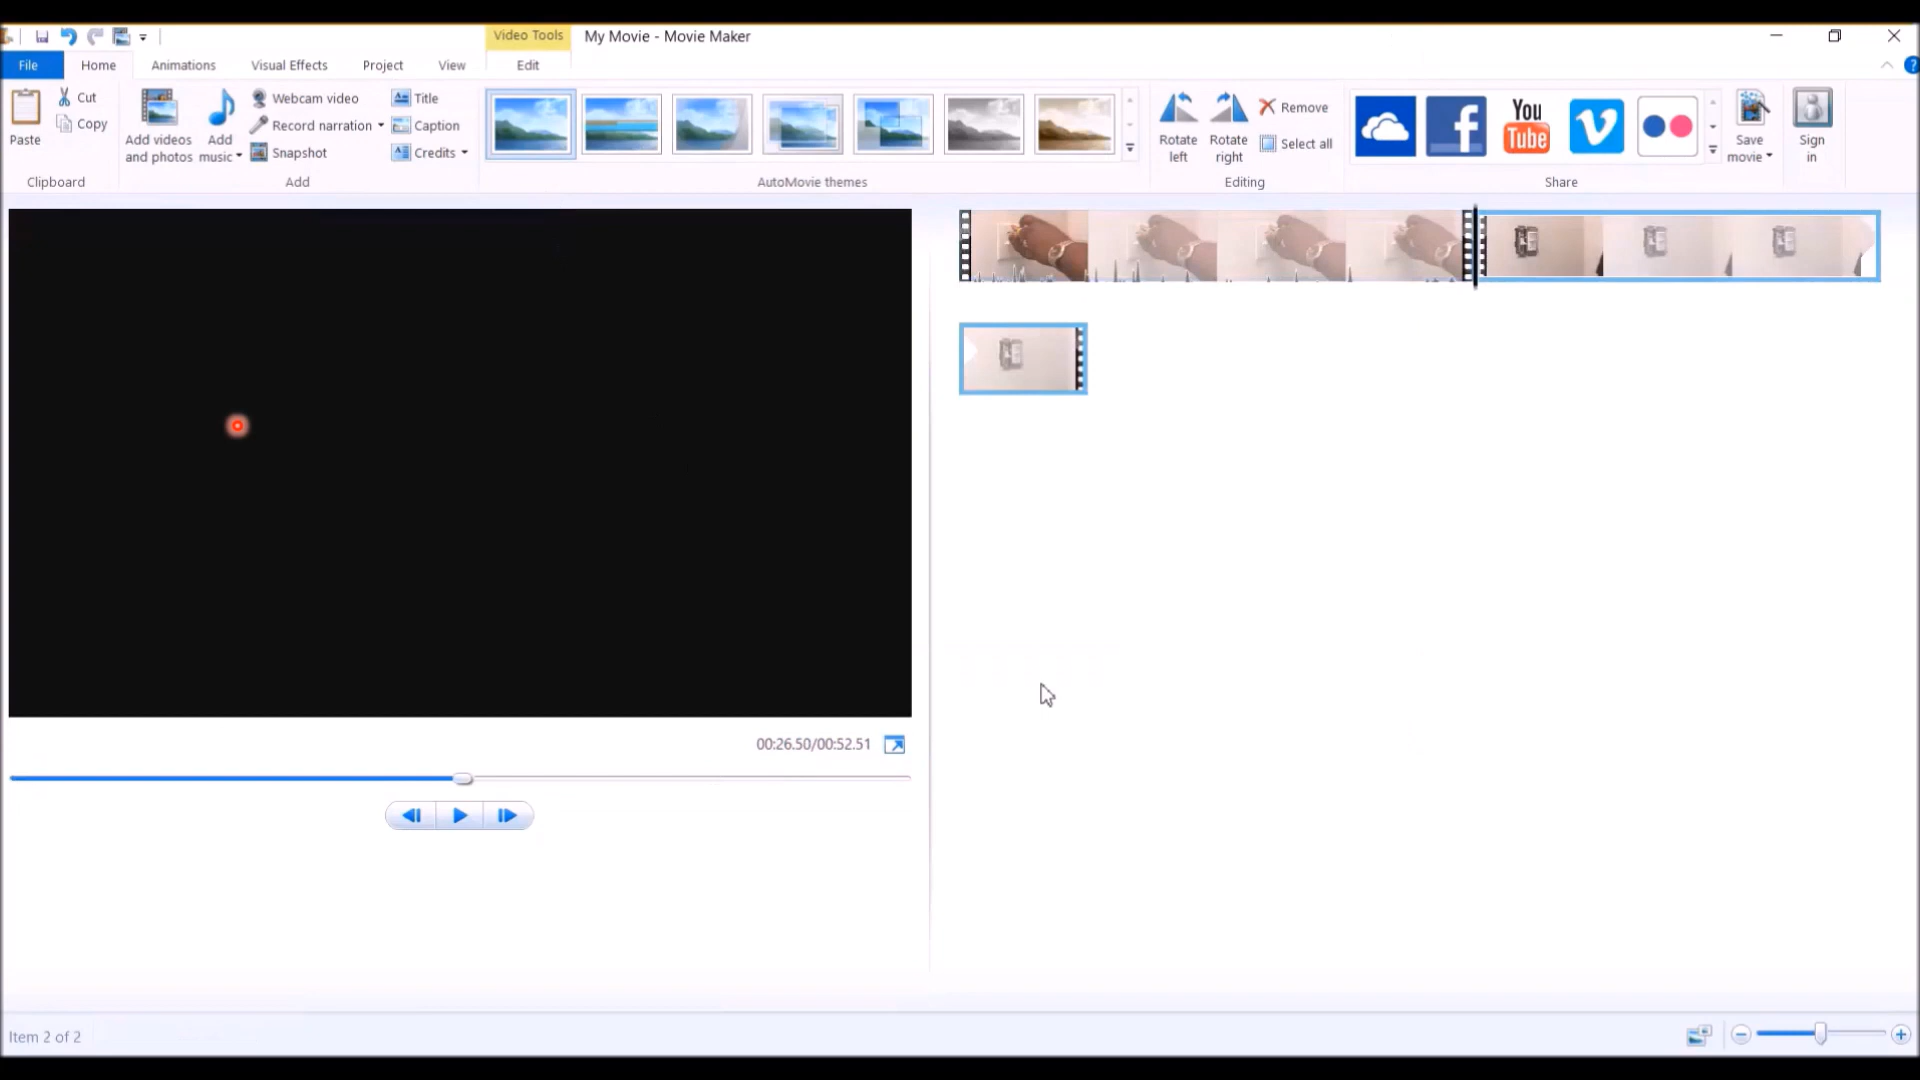 Video Tools
My Movie - Movie Maker
File
Home
Animations
Visual Effects
Project
View
Edit
Paste
Cut
Copy
Clipboard
Add videos
and photos
Add
music
Webcam video
Record narration
Snapshot
Title
Caption
Credits
Add
AutoMovie themes
Rotate
left
Rotate
right
Remove
Select all
Editing
f
You
Tube
v
Share
Save
movie
Sign
in
00:26.50/00:52.51
Item 2 of 2